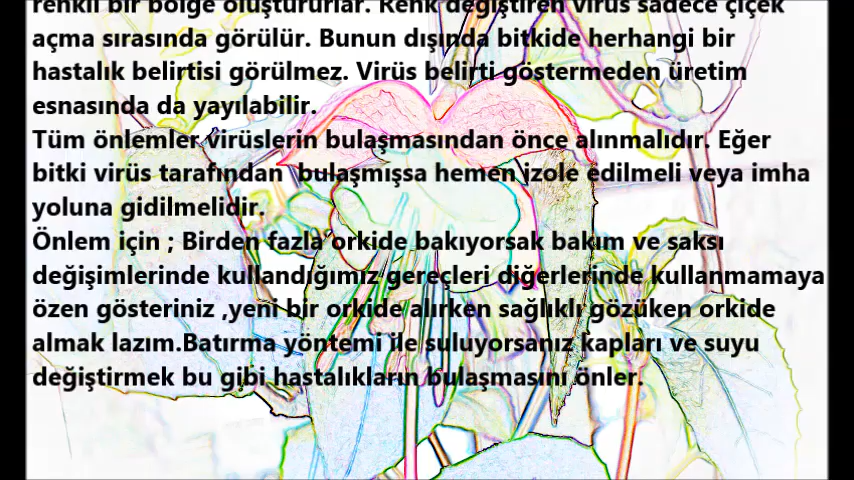 renkli bir bölge oluştururlar. Renk değiştiren virüs sadece çiçek
açma sırasında görülür. Bunun dışında bitkide herhangi bir
hastalık belirtisi görülmez. Virüs belirti göstermeden üretim
esnasında da yayılabilir.
Tüm önlemler virüslerin bulaşmasından önce alınmalıdır. Eğer
bitki virüs tarafından  bulaşmışsa hemen izole edilmeli veya imha
yoluna gidilmelidir.
Önlem için ; Birden fazla orkide bakıyorsak bakım ve saksı
değişimlerinde kullandığımız gereçleri diğerlerinde kullanmamaya
özen gösteriniz ,yeni bir orkide alırken sağlıklı gözüken orkide
almak lazım.Batırma yöntemi ile suluyorsanız kapları ve suyu
değiştirmek bu gibi hastalıkların bulaşmasını önler.